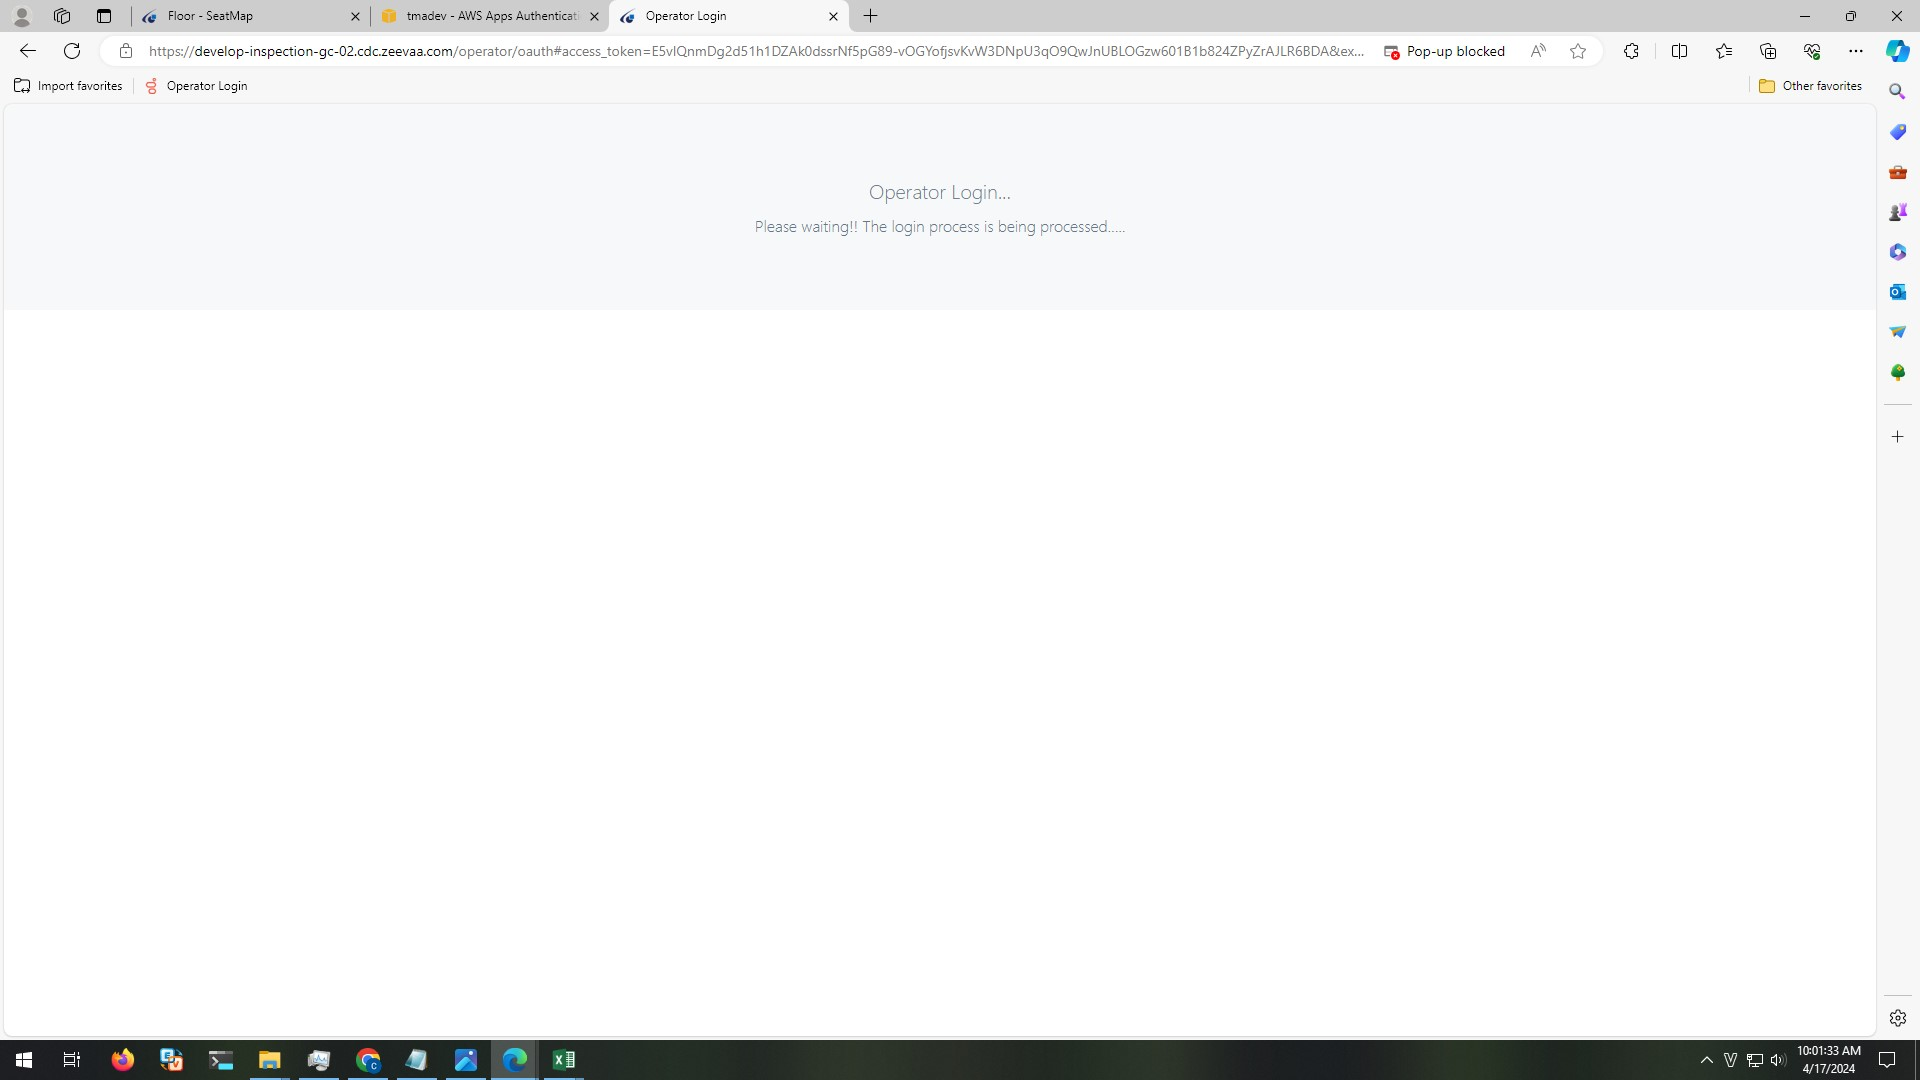 Floor - SeatMap
tmadev - AWS Apps Authenticati
Operator Login
https://develop-inspection-gc-02.cdc.zeevaa.com/operator/oauth#access_token=E5vIQnmDg2d51h1DZAk0dssrNf5pG89-vOGYofjsvKvW3DNpU3qO9QwJnUBLOGzw601B1b824ZPyZrAJLR6BDA&ex...
Pop-up blocked
Import favorites
Operator Login
Other favorites
Operator Login...
Please waiting!! The login process is being processed.....
10:01:33 AM
4/17/2024